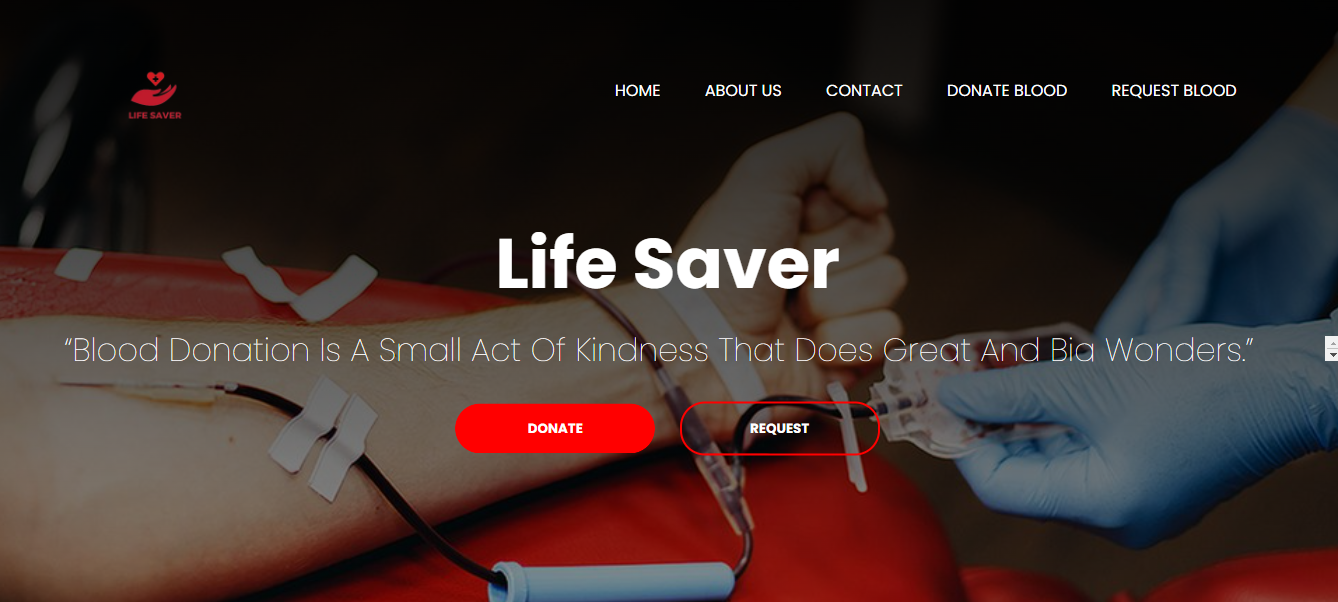 LIFE SAVER
HOME ABOUT US CONTACT DONATE BLOOD REQUEST BLOOD
Life Saver
“Blood Donation Is A Small Act Of Kindness That Does Great And Big Wonders.”
DONATE REQUEST